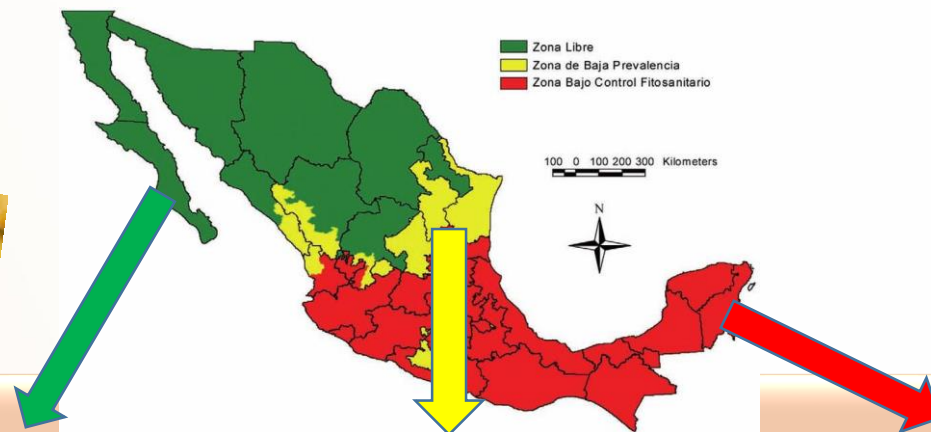 Zona Libre
Zona de Baja Prevalencia
Zona Bajo Control Fitosanitario
100 0 100 200 300 Kilometers
N